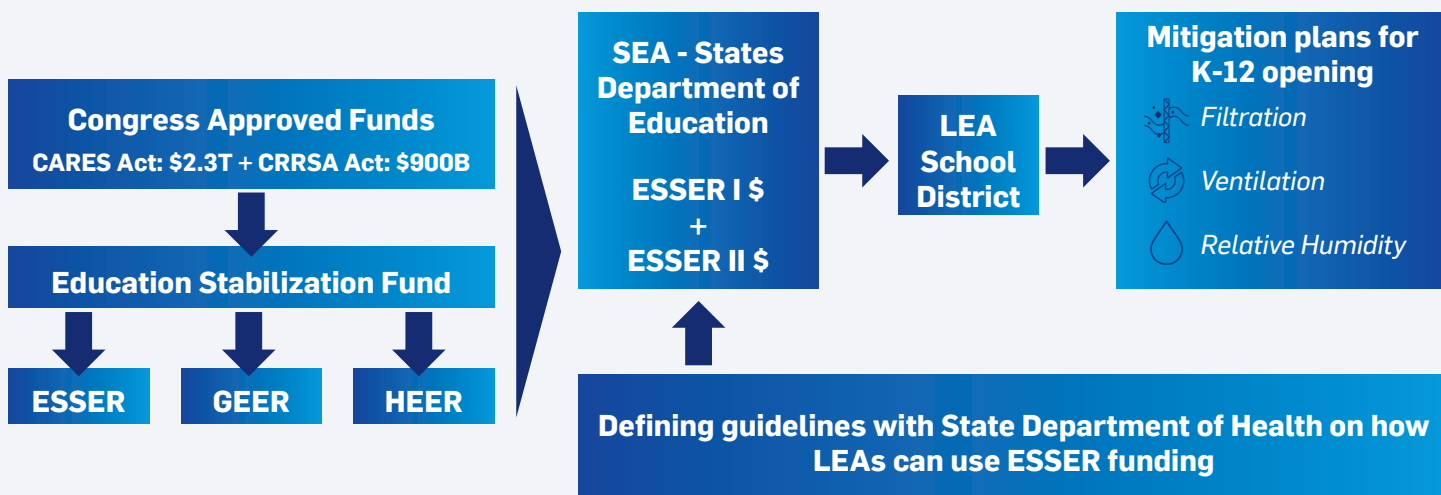 Congress Approved Funds
CARES Act: $2.3T + CRRSA Act: $900B
Education Stabilization Fund
ESSER
GEER
HEER
SEA - States
Department of
Education
ESSER I $
+
ESSER II $
LEA
School
District
Mitigation plans for
K-12 opening
Filtration
Ventilation
Relative Humidity
Defining guidelines with State Department of Health on how
LEAs can use ESSER funding